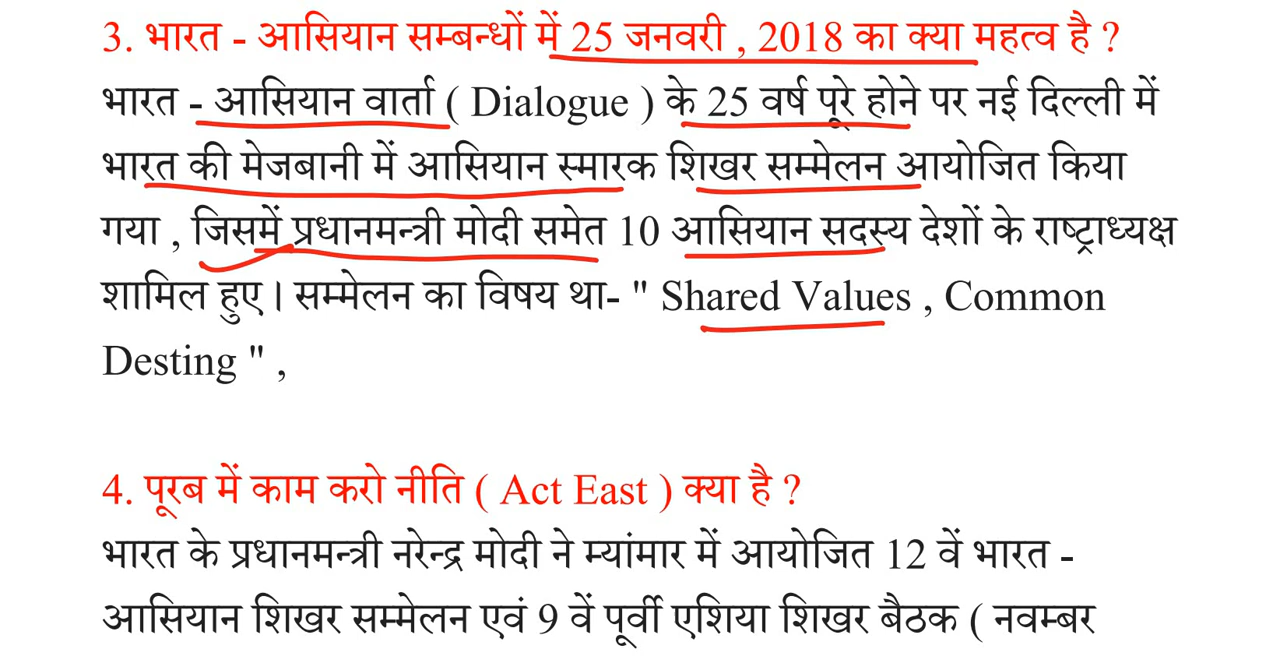 3. भारत - आसियान सम्बन्धों में 25 जनवरी , 2018 का क्या महत्व है ?
भारत - आसियान वार्ता ( Dialogue ) के 25 वर्ष पूरे होने पर नई दिल्ली में
भारत की मेजबानी में आसियान स्मारक शिखर सम्मेलन आयोजित किया
गया , जिसमें प्रधानमन्त्री मोदी समेत 10 आसियान सदस्य देशों के राष्ट्राध्यक्ष
शामिल हुए। सम्मेलन का विषय था- " Shared Values , Common
Desting " ,
4. पूरब में काम करो नीति ( Act East ) क्या है ?
भारत के प्रधानमन्त्री नरेन्द्र मोदी ने म्यांमार में आयोजित 12 वें भारत -
आसियान शिखर सम्मेलन एवं 9 वें पूर्वी एशिया शिखर बैठक ( नवम्बर